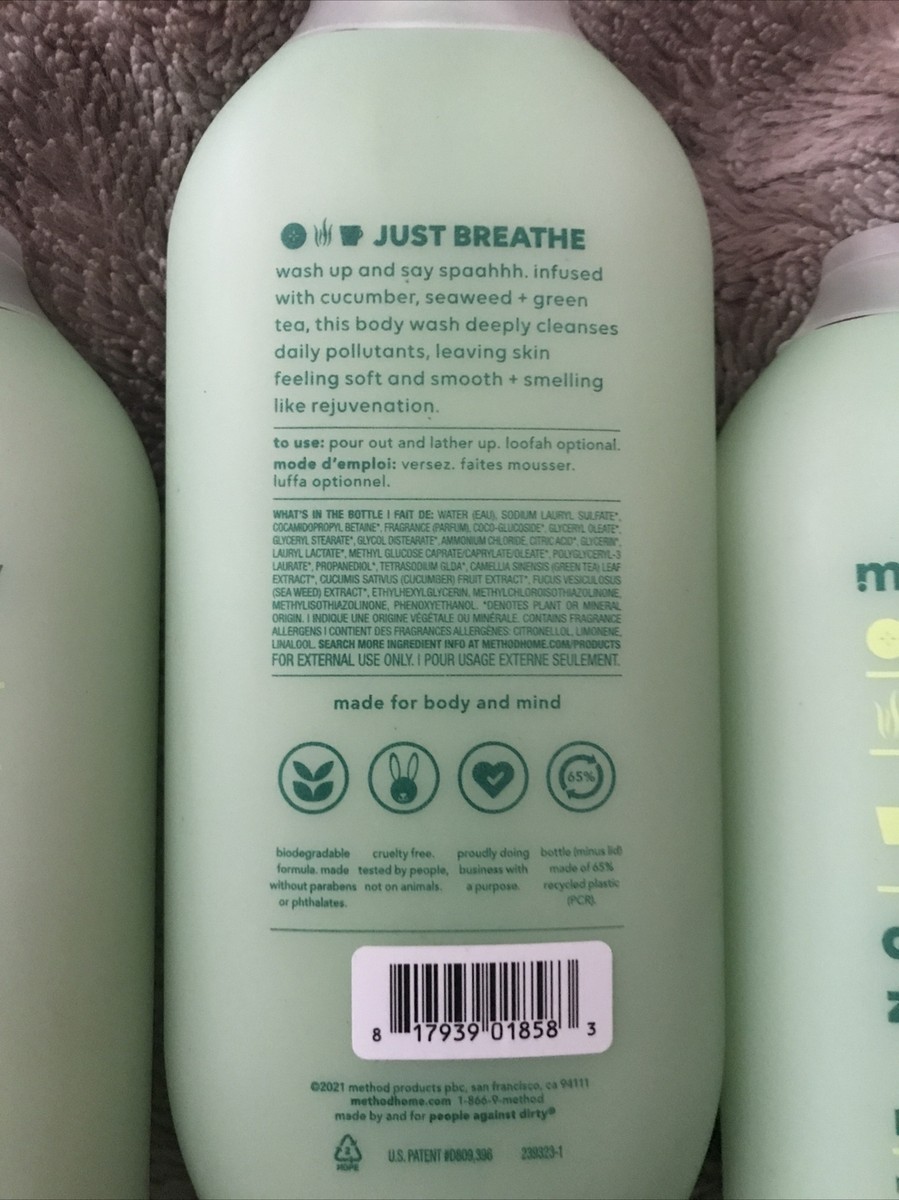 JUST BREATHE
wash up and say spaahhh. infused
with cucumber, seaweed + green
tea, this body wash deeply cleanses
daily pollutants, leaving skin
feeling soft and smooth + smelling
like rejuvenation.
to use: pour out and lather up. loofah optional.
mode d'emploi: versez. faites mousser.
luffa optionnel.
WHAT'S IN THE BOTTLE | FAIT DE: WATER (EAU), SODIUM LAURYL SULFATE*,
COCAMIDOPROPYL BETAINE*, FRAGRANCE (PARFUM), COCO-GLUCOSIDE*, GLYCERYL OLEATE*,
GLYCERYL STEARATE*, GLYCOL DISTEARATE*, AMMONIUM CHLORIDE, CITRIC ACID*, GLYCERIN*,
LAURYL LACTATE*, METHYL GLUCOSE CAPRATE/CAPRYLATE/OLEATE*, POLYGLYCERYL-3
LAURATE*, PROPANEDIOL*, TETRASODIUM GLDA*, CAMELLIA SINENSIS (GREEN TEA) LEAF
EXTRACT*, CUCUMIS SATIVUS (CUCUMBER) FRUIT EXTRACT*, FUCUS VESICULOSUS
(SEA WEED) EXTRACT*, ETHYLHEXYLGLYCERIN, METHYLCHLOROISOTHIAZOLINONE,
METHYLISOTHIAZOLINONE, PHENOXYETHANOL. *DENOTES PLANT OR MINERAL
ORIGIN. | INDIQUE UNE ORIGINE VÉGÉTALE OU MINÉRALE. CONTAINS FRAGRANCE
ALLERGENS | CONTIENT DES FRAGRANCES ALLERGÈNES: CITRONELLOL, LIMONENE,
LINALOOL. SEARCH MORE INGREDIENT INFO AT METHODHOME.COM/PRODUCTS
FOR EXTERNAL USE ONLY. | POUR USAGE EXTERNE SEULEMENT.
made for body and mind
65%
biodegradable
formula. made
without parabens
or phthalates.
cruelty free.
tested by people,
not on animals.
proudly doing
business with
a purpose.
bottle (minus lid)
made of 65%
recycled plastic
(PCR).
8 17939 01858 3
©2021 method products pbc, san francisco, ca 94111
methodhome.com 1-866-9-method
made by and for people against dirty®
2
HDPE
U.S. PATENT #D809,396 239323-1